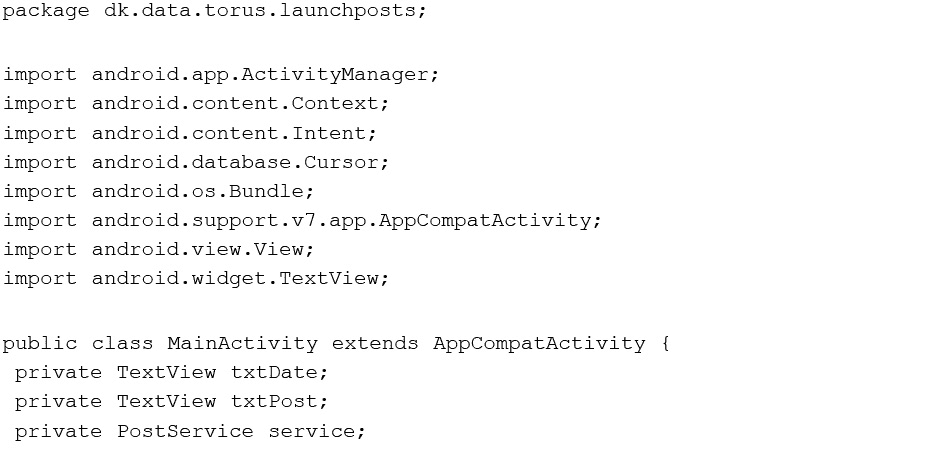 package dk.data.torus.launchposts;
import android.app.ActivityManager;
import android.content.Context;
import android.content.Intent;
import android.database.Cursor;
import android.os.Bundle;
import android.support.v7.app.AppCompatActivity;
import android.view.View;
import android.widget.TextView;
public class MainActivity extends AppCompatActivity {
private TextView txtDate;
private TextView txtPost;
private PostService service;